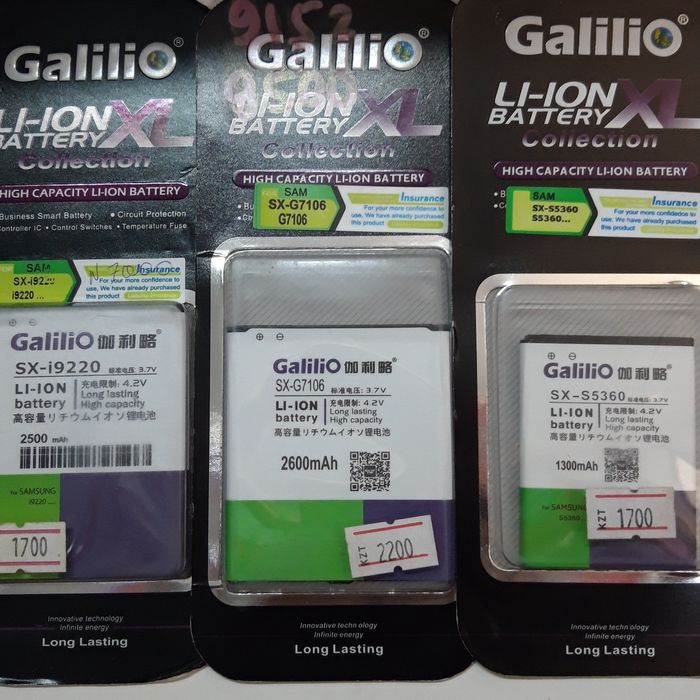 Galiliō®
LI-ION
BATTERY XL
Collection
HIGH CAPACITY LI-ION BATTERY
Business Smart Battery • Circuit Protection
Controller IC • Control Switches • Temperature Fuse
SAM
SX-i9220
i9220 ...
Insurance
For your more confidence to
use. We have already purchased
this product
GaliliO 伽利略®
SX-i9220 标准电压: 3.7V
LI-ION 充电限制: 4.2V
battery Long lasting
High capacity
高容量リチウムイオン锂电池
2500 mAh
For SAMSUNG
i9220 ...
1700
Innovative technology
Infinite energy
Long Lasting
9152
Galiliō®
LI-ION
BATTERY XL
Collection
HIGH CAPACITY LI-ION BATTERY
FOR SAM
SX-G7106
G7106
Insurance
For your more confidence to
use. We have already purchased
this product
GaliliO 伽利略®
SX-G7106 标准电压: 3.7V
LI-ION 充电限制: 4.2V
battery Long lasting
High capacity
高容量リチウムイオン锂电池
2600mAh
KZT 2200
Innovative technology
Infinite energy
Long Lasting
Galiliō®
LI-ION
BATTERY XL
Collection
HIGH CAPACITY LI-ION BATTERY
FOR SAM
SX-S5360
S5360...
Insurance
For your more confidence to
use. We have already purchased
this product
GaliliO 伽利略®
SX-S5360 标准电压: 3.7V
LI-ION 充电限制: 4.2V
battery Long lasting
High capacity
高容量リチウムイオン锂电池
1300mAh
For SAMSUNG
S5360...
KZT 1700
Innovative technology
Infinite energy
Long Lasting